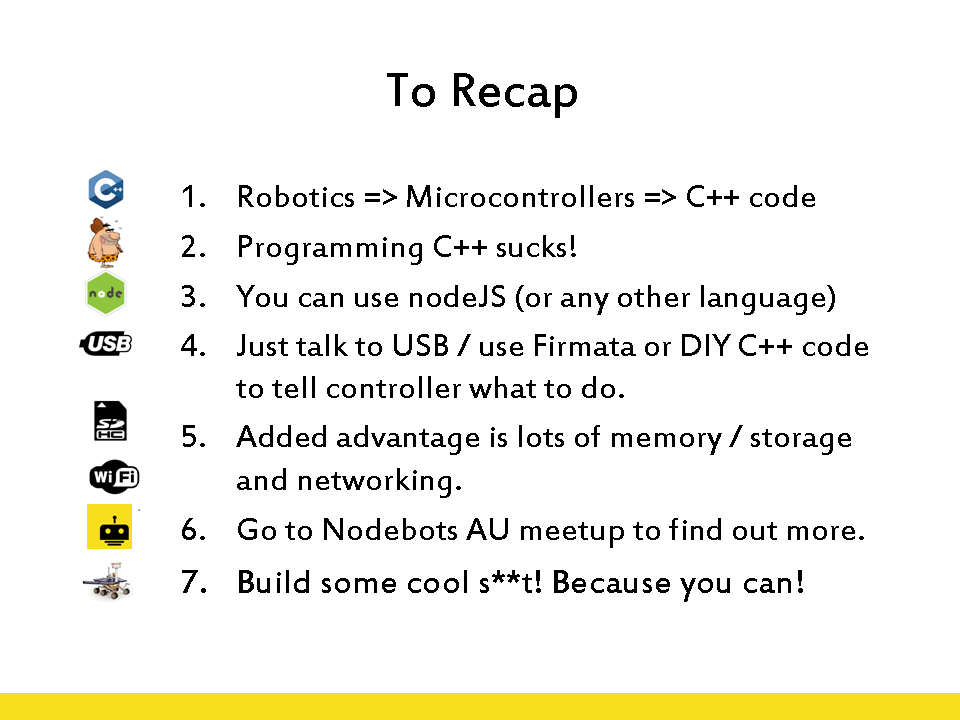 To Recap
C++
1. Robotics => Microcontrollers => C++ code
2. Programming C++ sucks!
node
3. You can use nodeJS (or any other language)
USB
4. Just talk to USB / use Firmata or DIY C++ code
to tell controller what to do.
SD
HC
5. Added advantage is lots of memory / storage
Wi Fi
and networking.
6. Go to Nodebots AU meetup to find out more.
7. Build some cool s**t! Because you can!